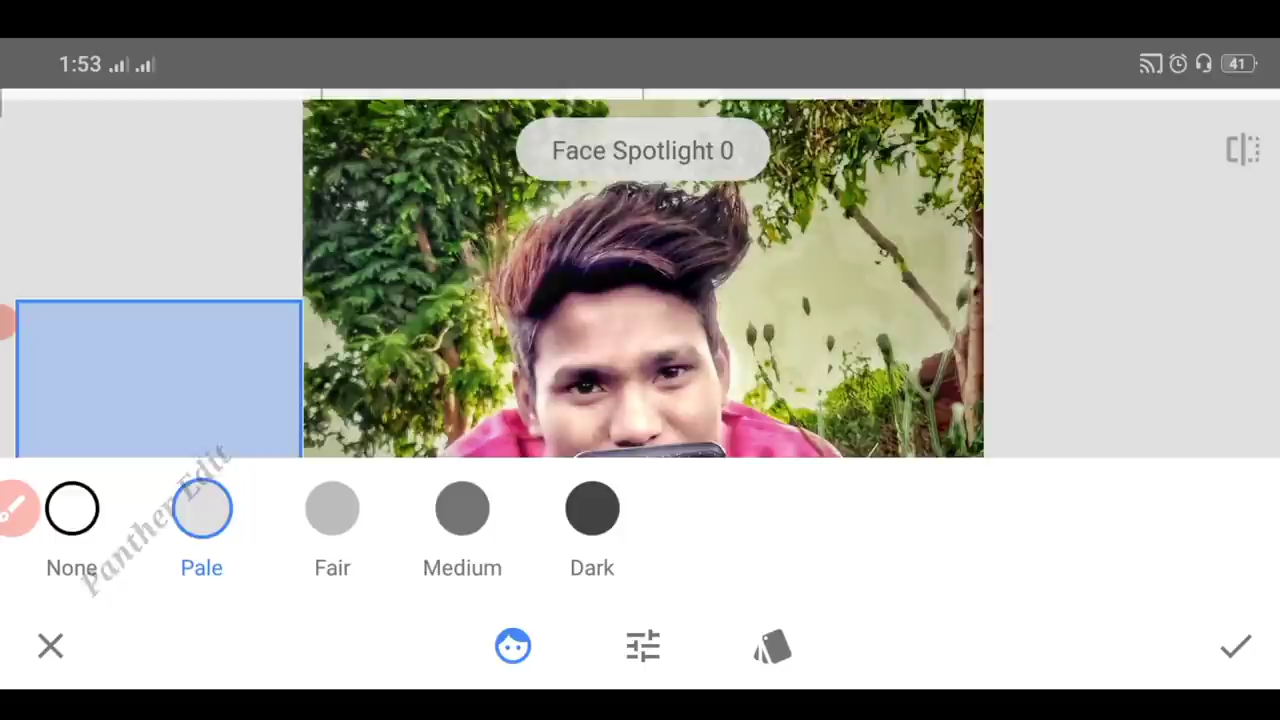 1:53
41
Face Spotlight 0
None
Pale
Fair
Medium
Dark
Panther Edit